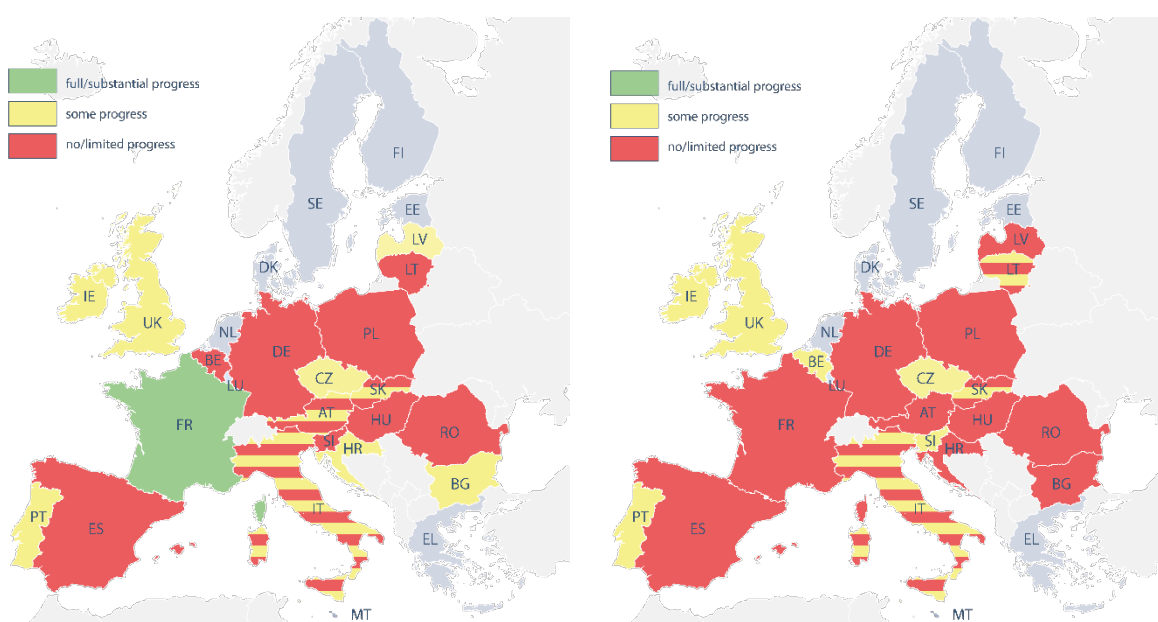 full/substantial progress
some progress
no/limited progress
FI
SE
EE
LV
DK
LT
IE
UK
NL
PL
DE
BE
CZ
LU
SK
AT
FR
HU
RO
SI
HR
BG
PT
IT
ES
EL
MT
full/substantial progress
some progress
no/limited progress
FI
SE
EE
LV
DK
LT
IE
UK
NL
PL
DE
BE
CZ
LU
SK
AT
FR
HU
RO
SI
HR
BG
PT
IT
ES
EL
MT